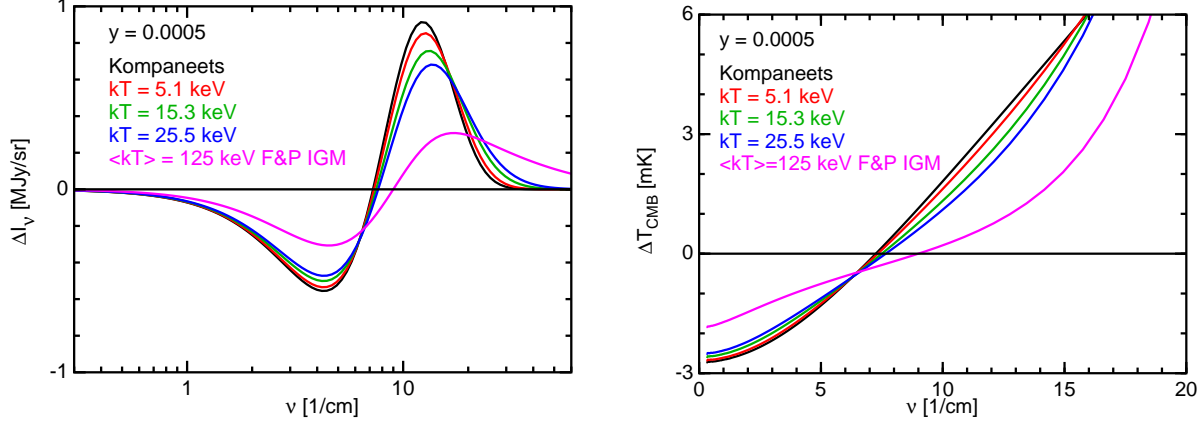 1
y = 0.0005
Kompaneets
kT = 5.1 keV
kT = 15.3 keV
kT = 25.5 keV
<kT> = 125 keV F&P IGM
0
-1
ΔIν [MJy/sr]
1
10
ν [1/cm]
6
y = 0.0005
Kompaneets
kT = 5.1 keV
kT = 15.3 keV
kT = 25.5 keV
<kT>=125 keV F&P IGM
3
0
-3
ΔTCMB [mK]
0
5
10
15
20
ν [1/cm]